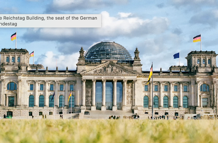 e Reichstag Building, the seat of the German
ndestag